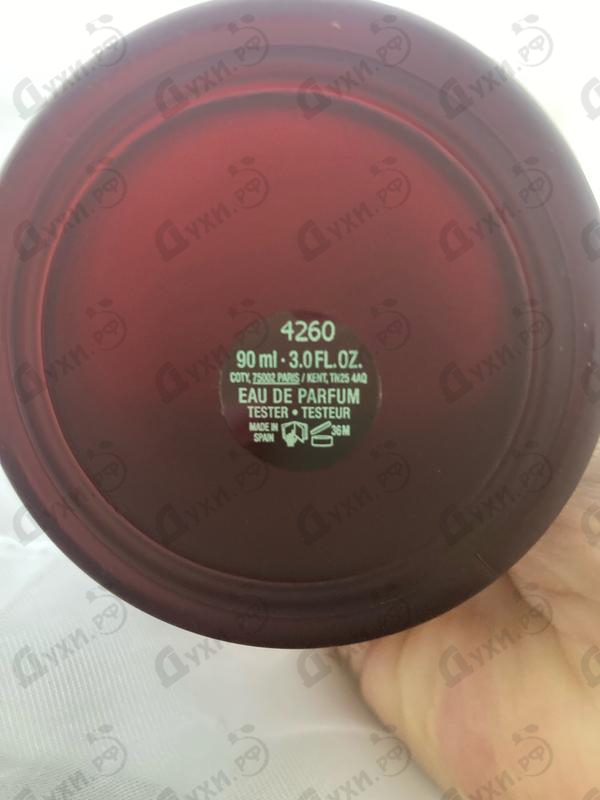 4260
90 ml · 3.0 FL. OZ.
COTY, 75002 PARIS / KENT, TN25 4AQ
EAU DE PARFUM
TESTER • TESTEUR
MADE IN
SPAIN
36M
Духи.рф